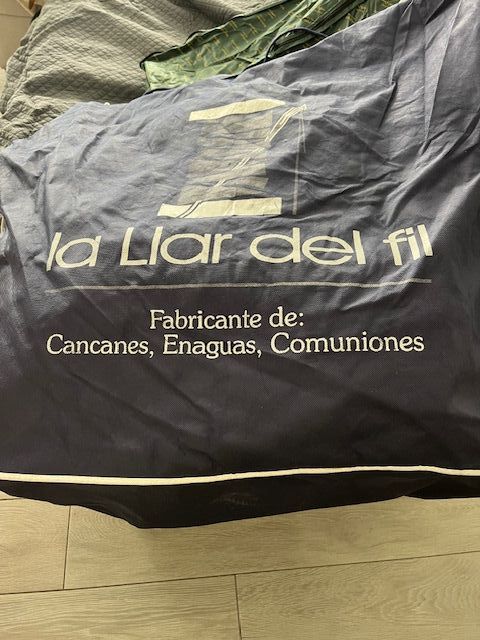 la Llar del fil
Fabricante de:
Cancanes, Enaguas, Comuniones